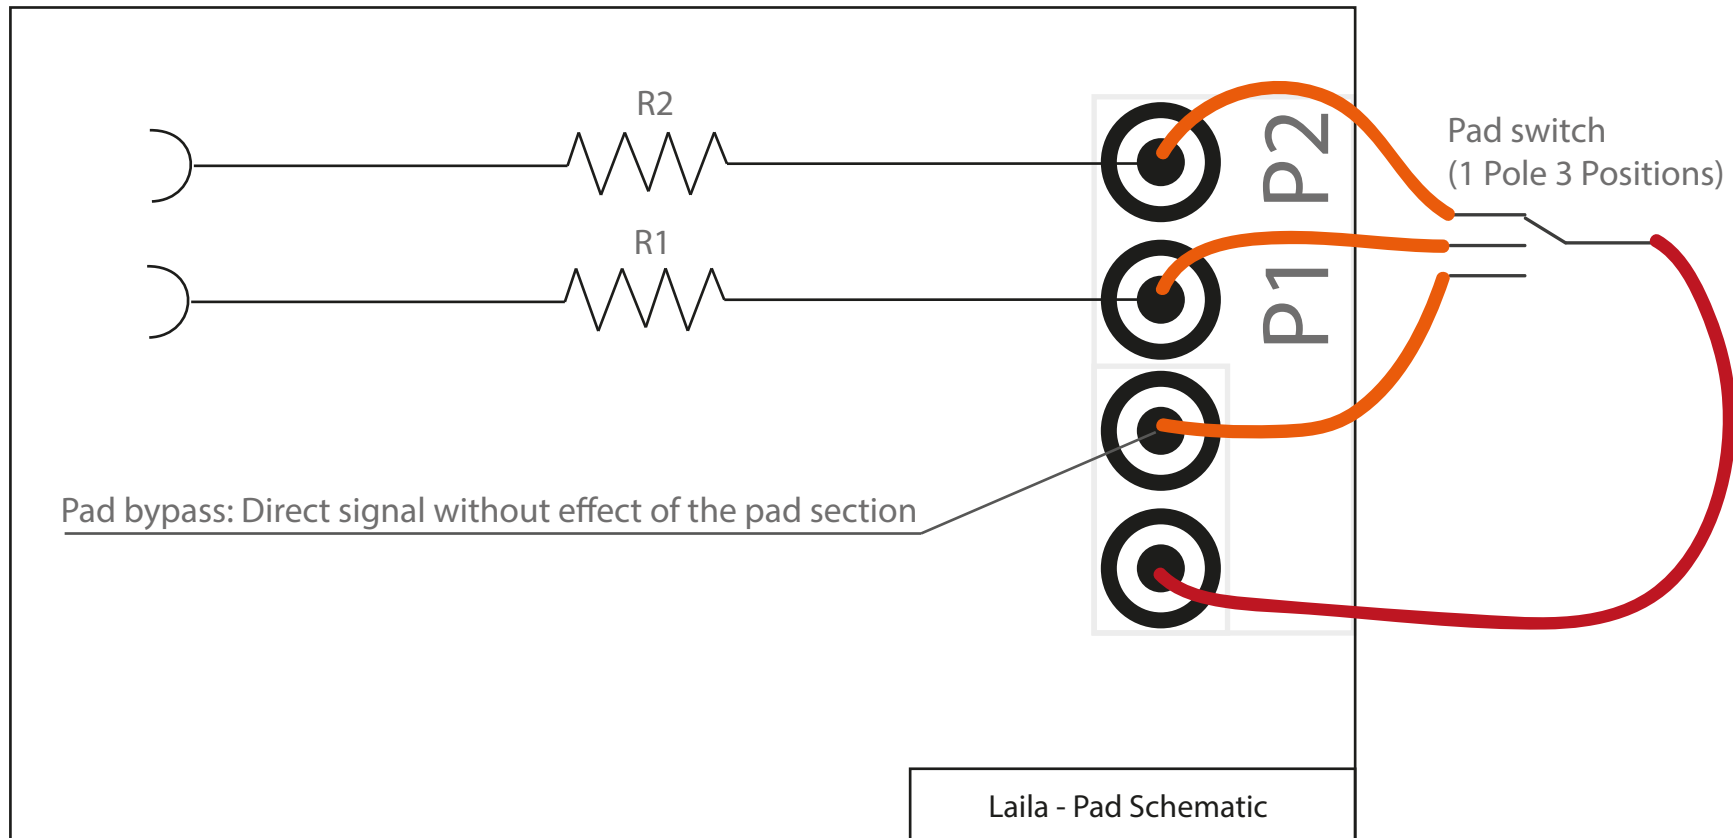 R2
P2
Pad switch
(1 Pole 3 Positions)
R1
P1
Pad bypass: Direct signal without effect of the pad section
Laila - Pad Schematic